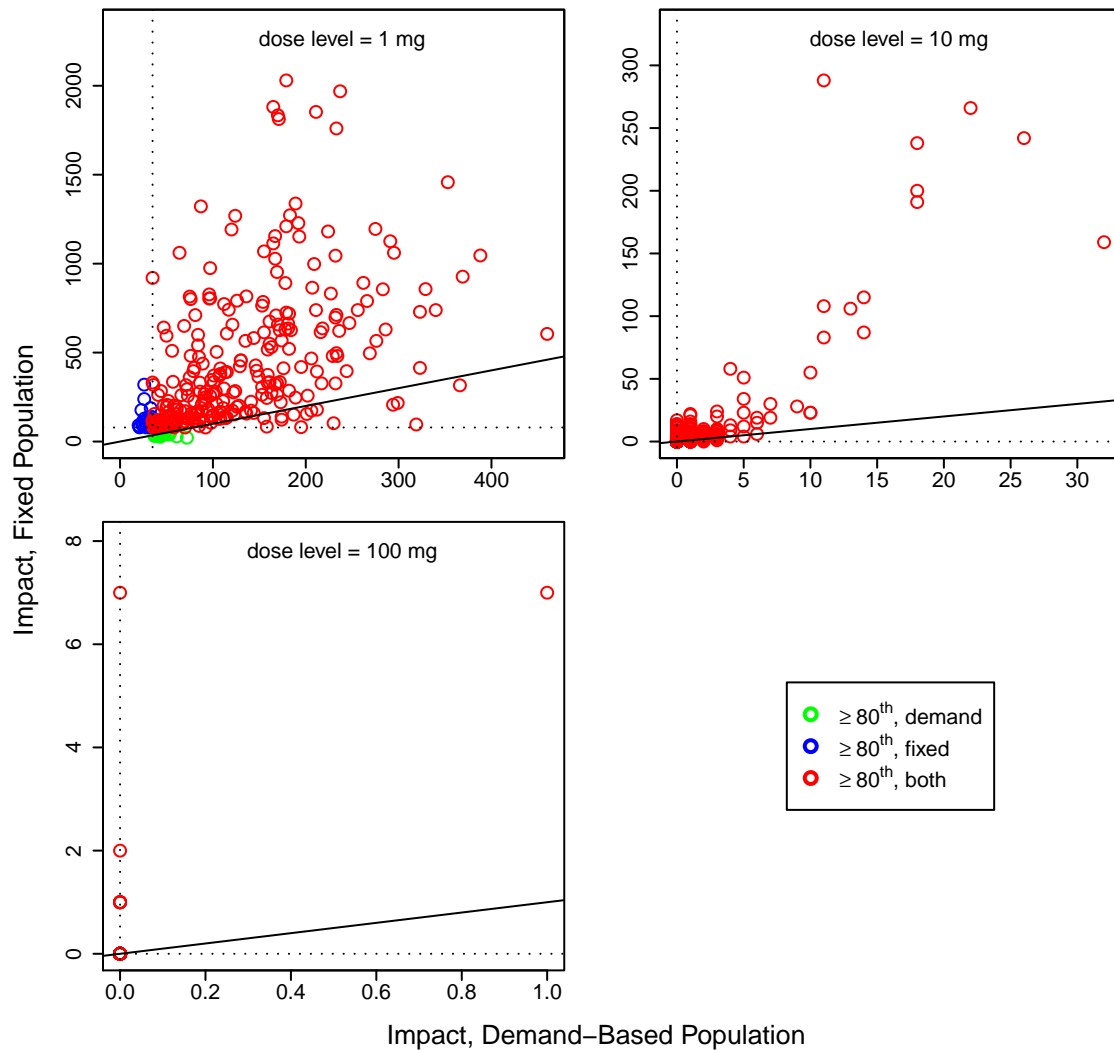 dose level = 1 mg
2000
1500
1000
500
0
0 100 200 300 400
dose level = 10 mg
300
250
200
150
100
50
0
0 5 10 15 20 25 30
Impact, Fixed Population
dose level = 100 mg
8
6
4
2
0
0.0 0.2 0.4 0.6 0.8 1.0
≥ 80th, demand
≥ 80th, fixed
≥ 80th, both
Impact, Demand−Based Population